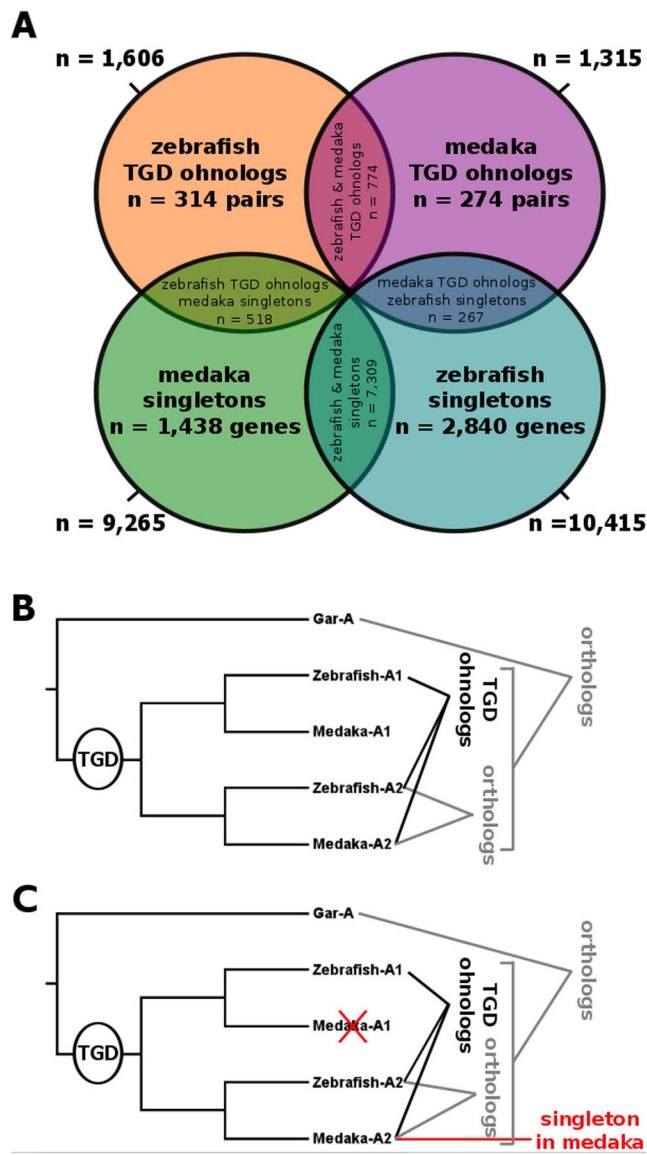 A
n = 1,606
n = 1,315
zebrafish
TGD ohnologs
n = 314 pairs
zebrafish & medaka
TGD ohnologs
n = 774
medaka
TGD ohnologs
n = 274 pairs
zebrafish TGD ohnologs
medaka singletons
n = 518
medaka TGD ohnologs
zebrafish singletons
n = 267
medaka
singletons
n = 1,438 genes
zebrafish & medaka
singletons
n = 7,309
zebrafish
singletons
n = 2,840 genes
n = 9,265
n =10,415
B
Gar-A
Zebrafish-A1
Medaka-A1
Zebrafish-A2
Medaka-A2
TGD
TGD
ohnologs
orthologs
orthologs
C
Gar-A
Zebrafish-A1
Medaka-A1
Zebrafish-A2
Medaka-A2
TGD
TGD
ohnologs
orthologs
orthologs
singleton
in medaka